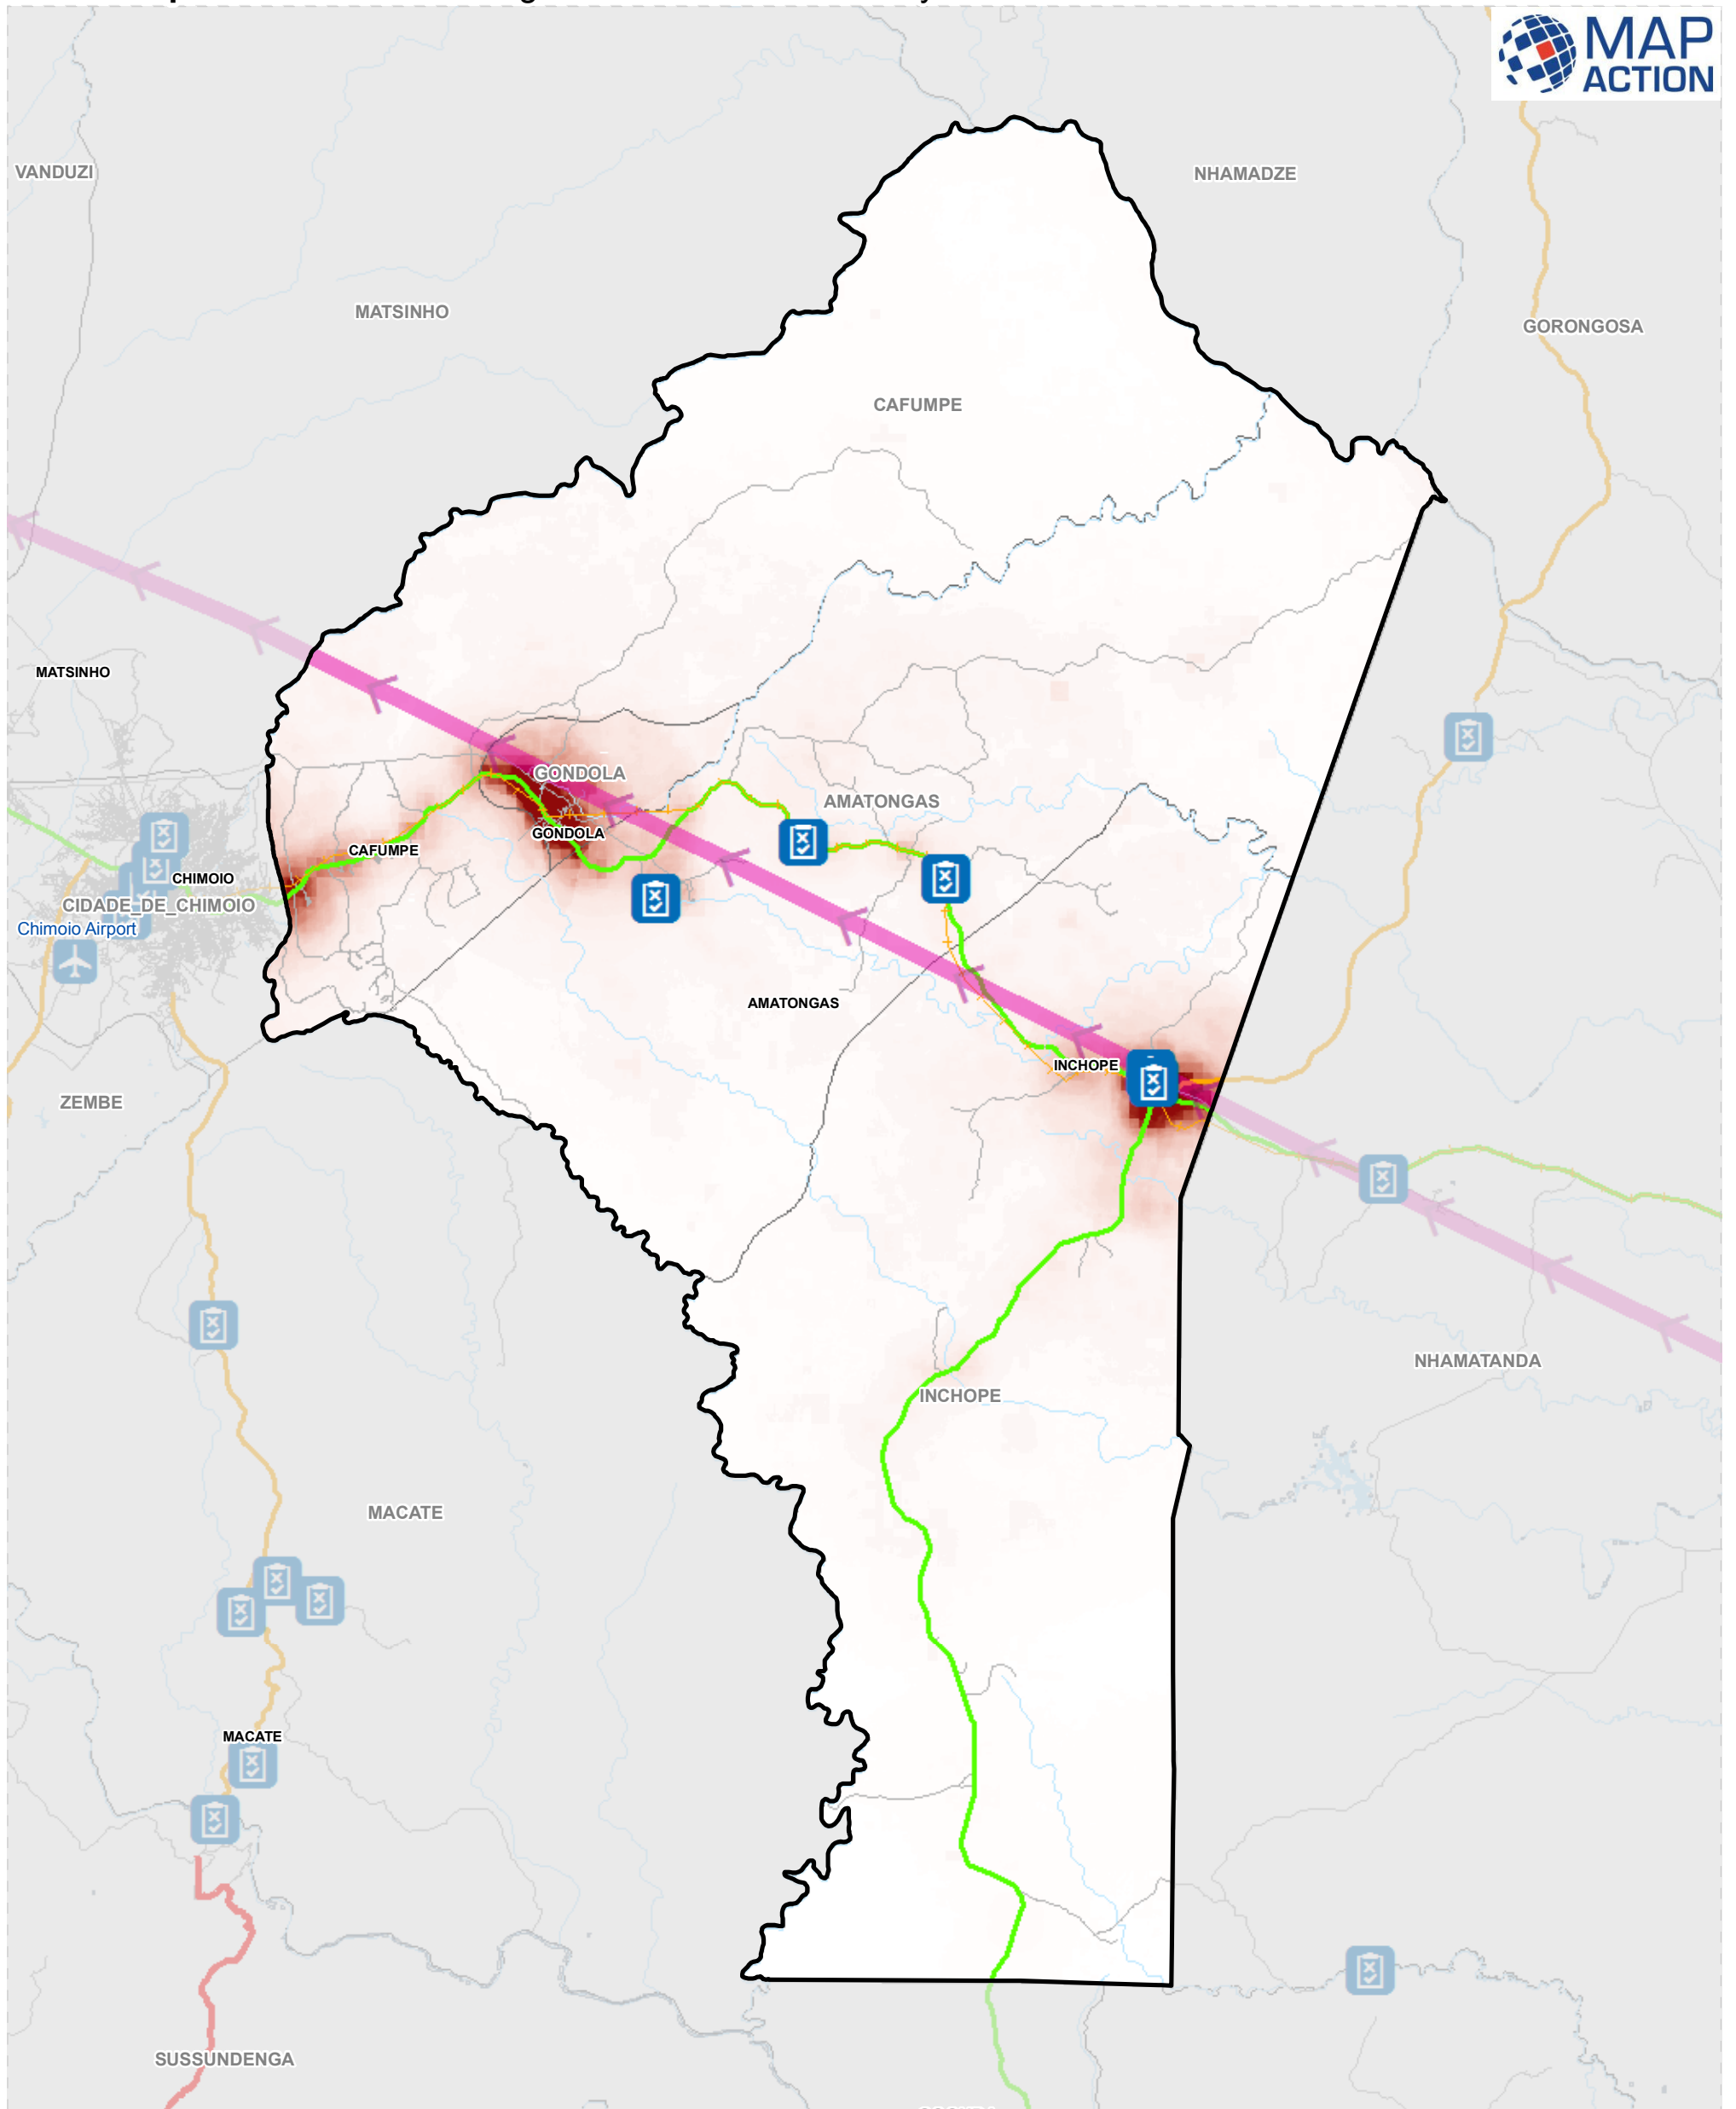 MAP
ACTION
VANDUZI
NHAMADZE
MATSINHO
GORONGOSA
CAFUMPE
MATSINHO
GONDOLA
AMATONGAS
GONDOLA
CAFUMPE
CHIMOIO
CIDADE_DE_CHIMOIO
Chimoio Airport
AMATONGAS
INCHOPE
ZEMBE
NHAMATANDA
INCHOPE
MACATE
MACATE
SUSSUNDENGA